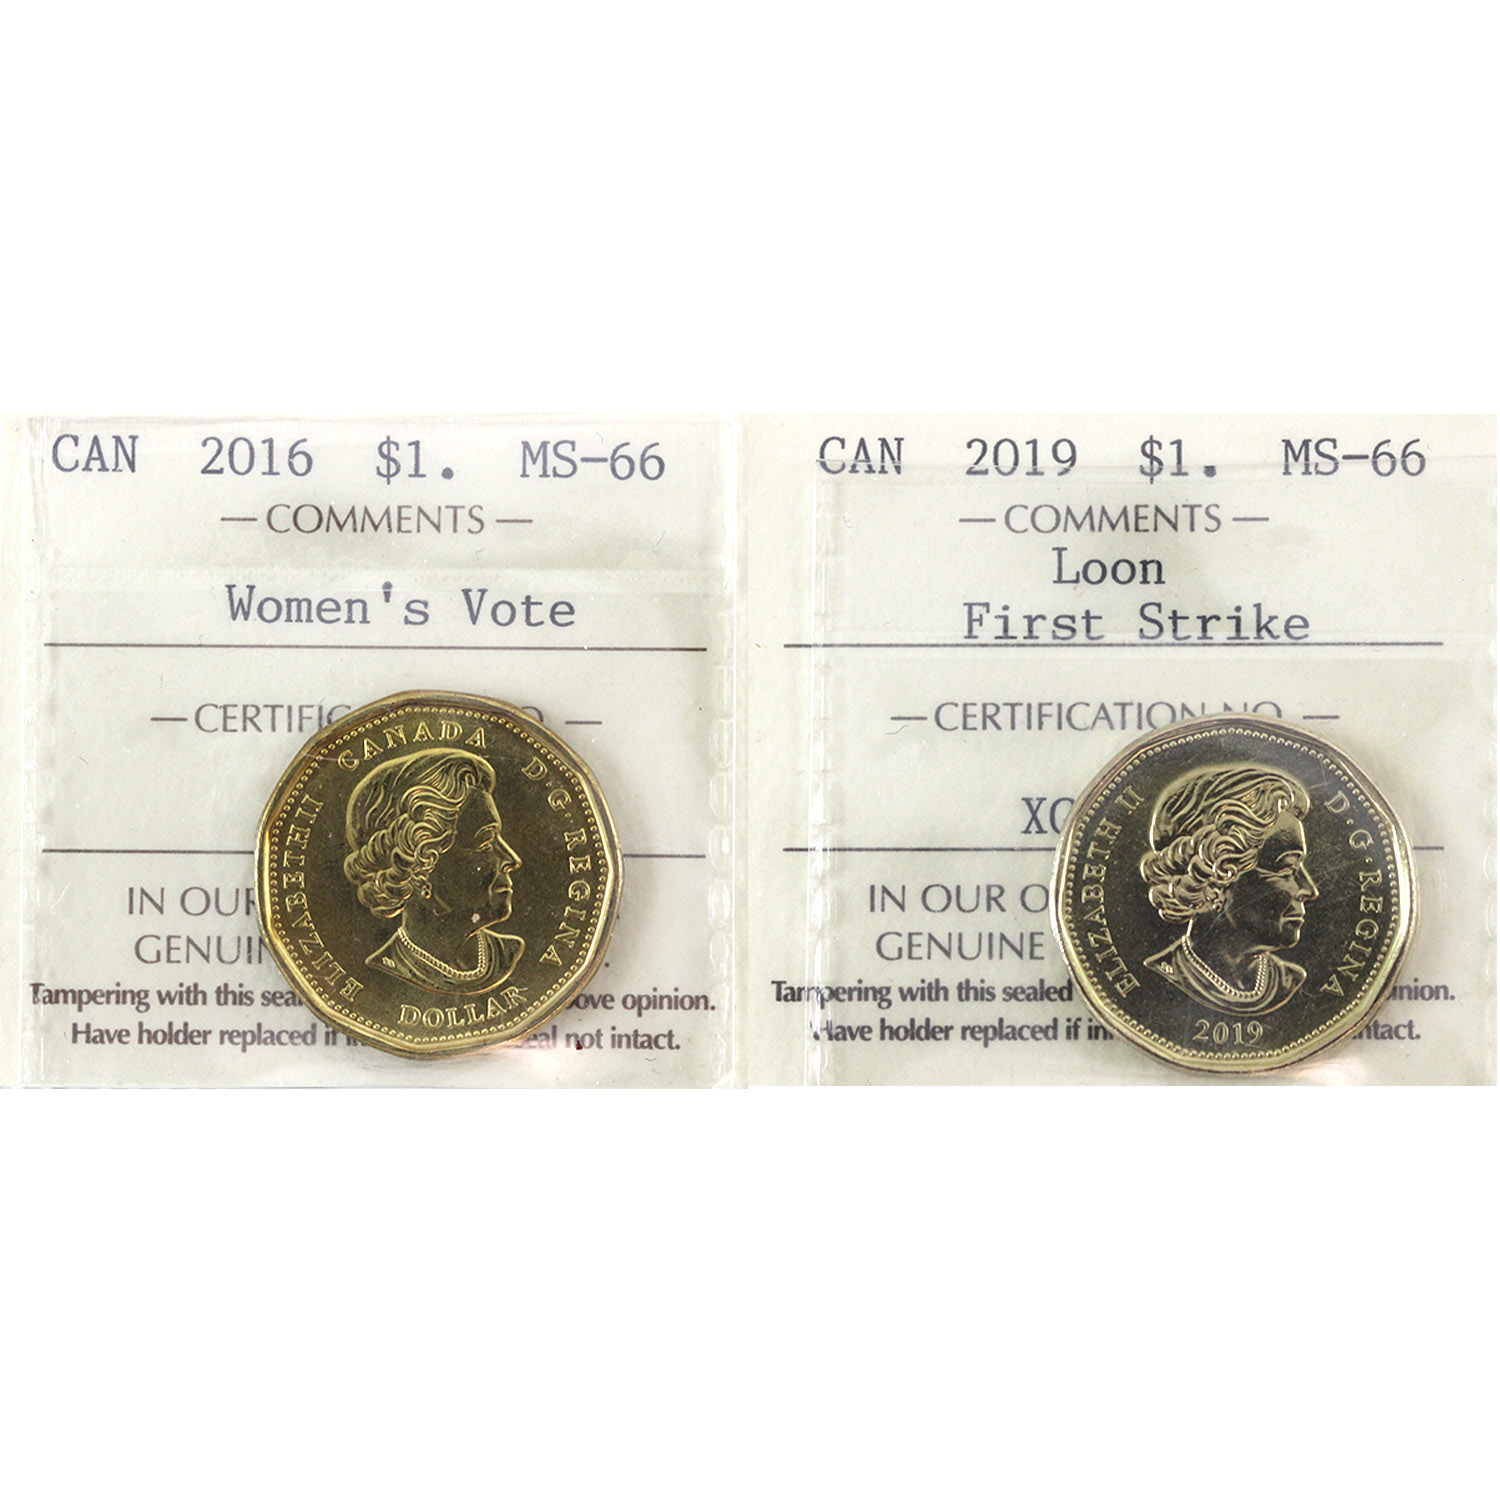 CAN 2016 $1. MS-66
— COMMENTS —
Women's Vote
— CERTIFIC
IN OUR
GENUIN
Tampering with this sea
ove opinion.
Have holder replaced if
eal not intact.
ELIZABETH II CANADA D·G·REGINA
DOLLAR
CAN 2019 $1. MS-66
— COMMENTS —
Loon
First Strike
— CERTIFICATION NO. —
XC
IN OUR O
GENUINE
Tampering with this sealed
inion.
Have holder replaced if in
ntact.
ELIZABETH II D·G·REGINA
2019